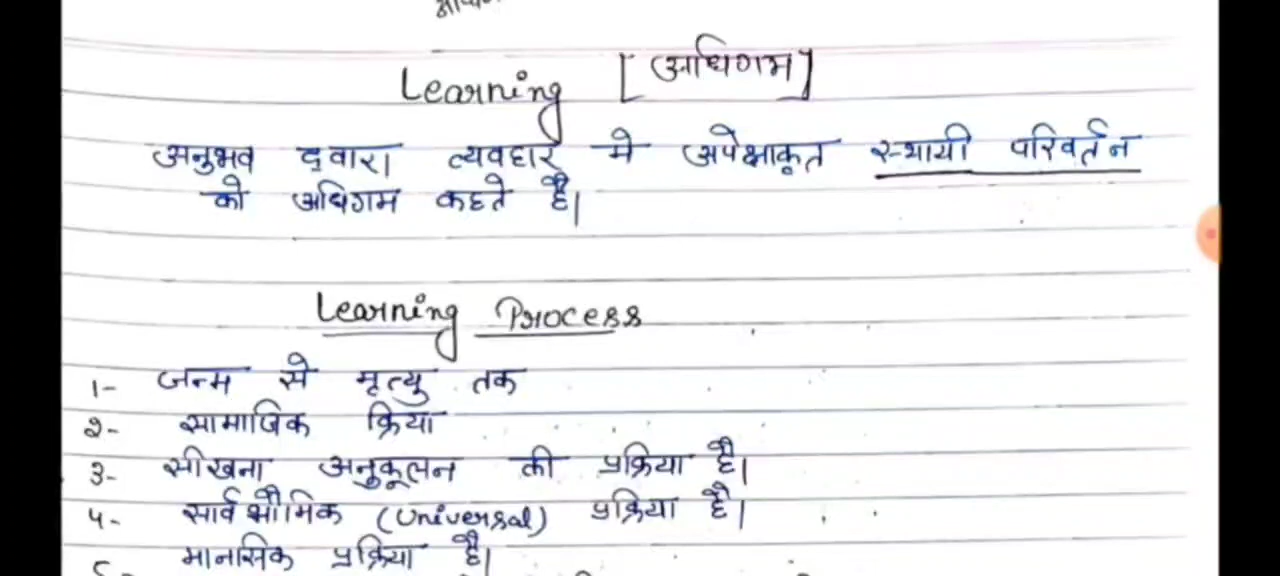 Learning [अधिगम]
अनुभव द्वारा व्यवहार मे अपेक्षाकृत स्थायी परिवर्तन
को अधिगम कहते है।
Learning Process
1- जन्म से मृत्यु तक
2- सामाजिक क्रिया
3- सीखना अनुकूलन की प्रक्रिया है।
4- सार्वभौमिक (Universal) प्रक्रिया है।
5- मानसिक प्रक्रिया है।